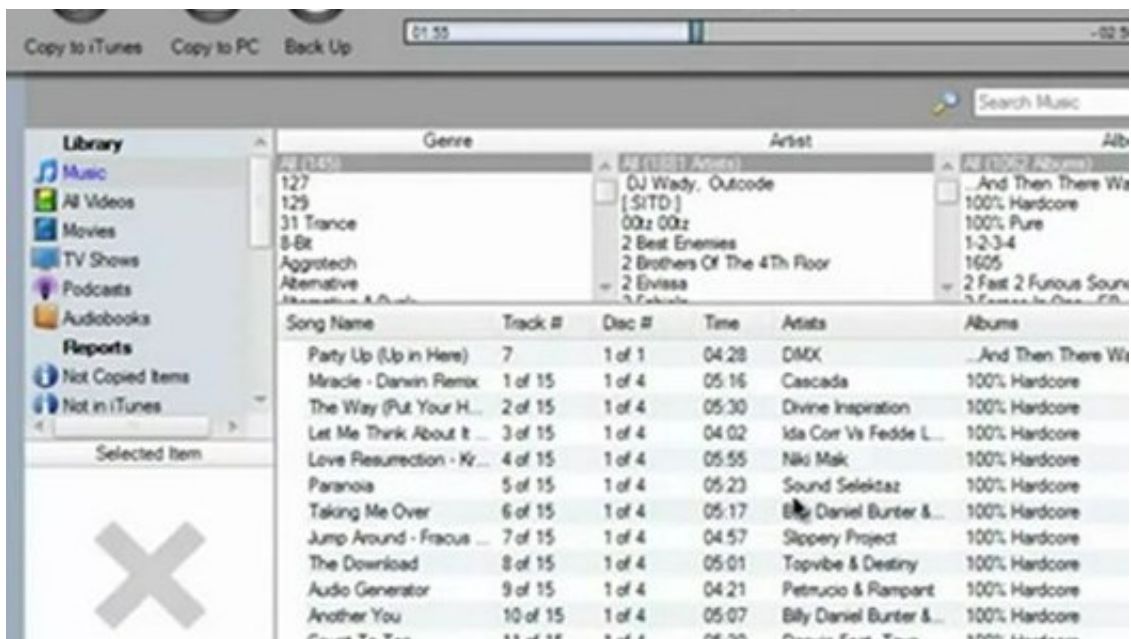 01:55
Copy to iTunes Copy to PC Back Up
Search Music
Library
Music
All Videos
Movies
TV Shows
Podcasts
Audiobooks
Reports
Not Copied Items
Not in iTunes
Selected Item
Genre Artist
All (145) All (1881 Artists) All (1062 Albums)
127 DJ Wady, Outcode ...And Then There Wa
129 [:SITD:] 100% Hardcore
31 Trance 00tz 00tz 100% Pure
8-Bit 2 Best Enemies 1-2-3-4
Aggrotech 2 Brothers Of The 4Th Floor 1605
Alternative 2 Eivissa 2 Fast 2 Furious Soun
Song Name Track # Disc # Time Artists Albums
Party Up (Up in Here) 7 1 of 1 04:28 DMX ...And Then There Wa
Miracle - Darwin Remix 1 of 15 1 of 4 05:16 Cascada 100% Hardcore
The Way (Put Your H... 2 of 15 1 of 4 05:30 Divine Inspiration 100% Hardcore
Let Me Think About It ... 3 of 15 1 of 4 04:02 Ida Corr Vs Fedde L... 100% Hardcore
Love Resurrection - Kr... 4 of 15 1 of 4 05:55 Niki Mak 100% Hardcore
Paranoia 5 of 15 1 of 4 05:23 Sound Selektaz 100% Hardcore
Taking Me Over 6 of 15 1 of 4 05:17 Daniel Bunter &... 100% Hardcore
Jump Around - Fracus ... 7 of 15 1 of 4 04:57 Slippery Project 100% Hardcore
The Download 8 of 15 1 of 4 05:01 Topvibe & Destiny 100% Hardcore
Audio Generator 9 of 15 1 of 4 04:21 Petruccio & Rampant 100% Hardcore
Another You 10 of 15 1 of 4 05:07 Billy Daniel Bunter &... 100% Hardcore